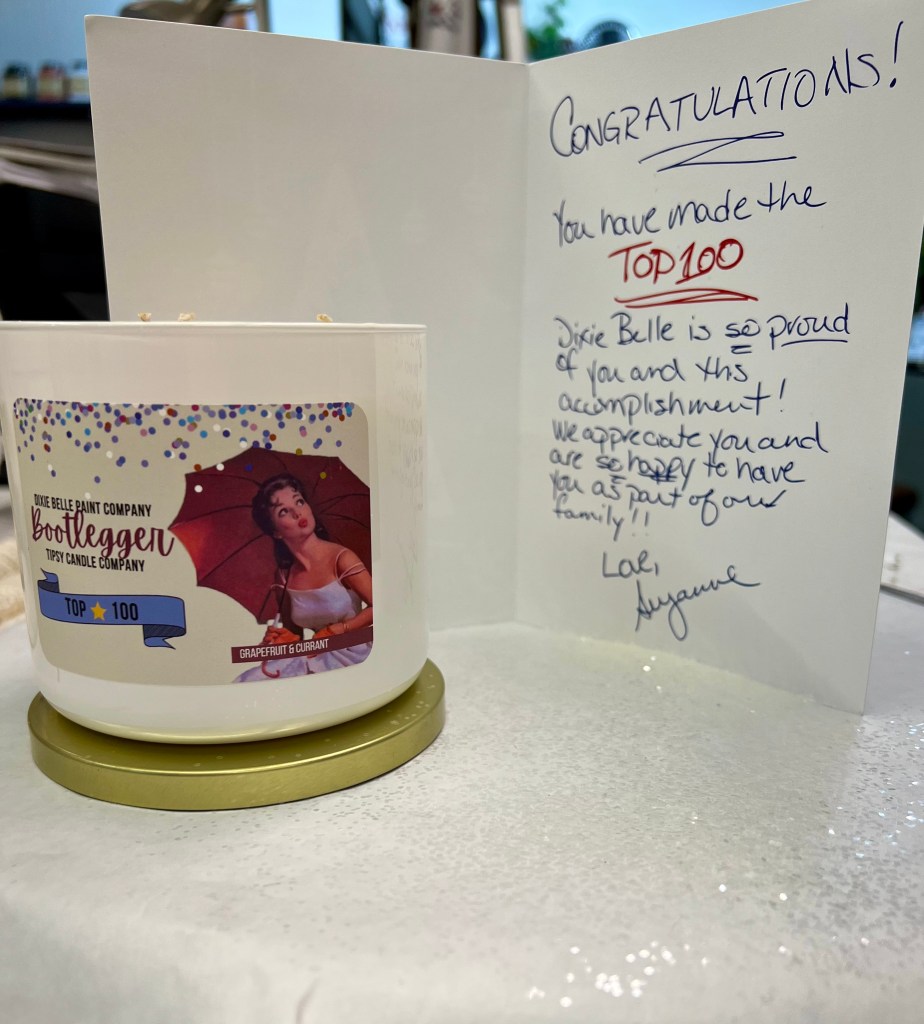 DIXIE BELLE PAINT COMPANY
Bootlegger
TIPSY CANDLE COMPANY
TOP 100
GRAPEFRUIT & CURRANT
CONGRATULATIONS!
You have made the
TOP 100
Dixie Belle is so proud
of you and this
accomplishment!
We appreciate you and
are so happy to have
you as part of our
family!!
Love,
Suzanne